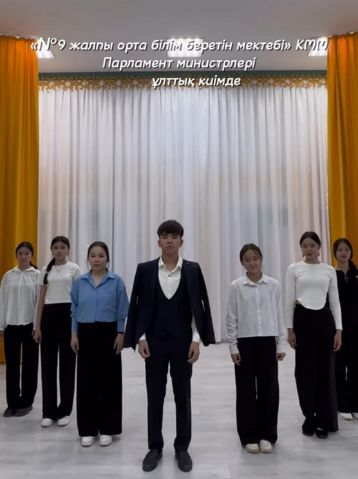 «№9 жалпы орта білім беретін мектебі» КММ
Парламент министрлері
ұлттық киімде